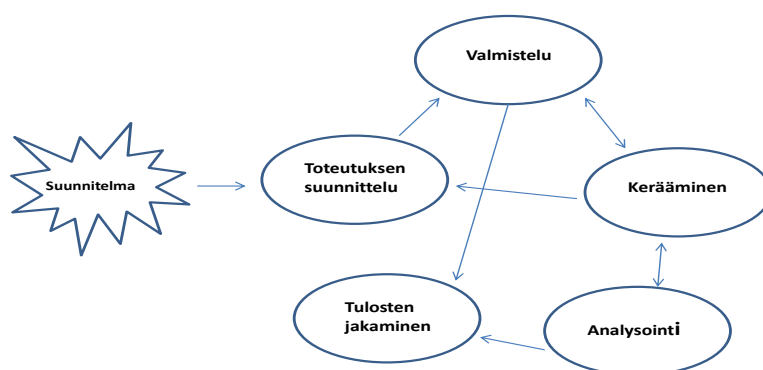 Valmistelu
Toteutuksen
suunnittelu
Suunnitelma
Kerääminen
Tulosten
jakaminen
Analysointi